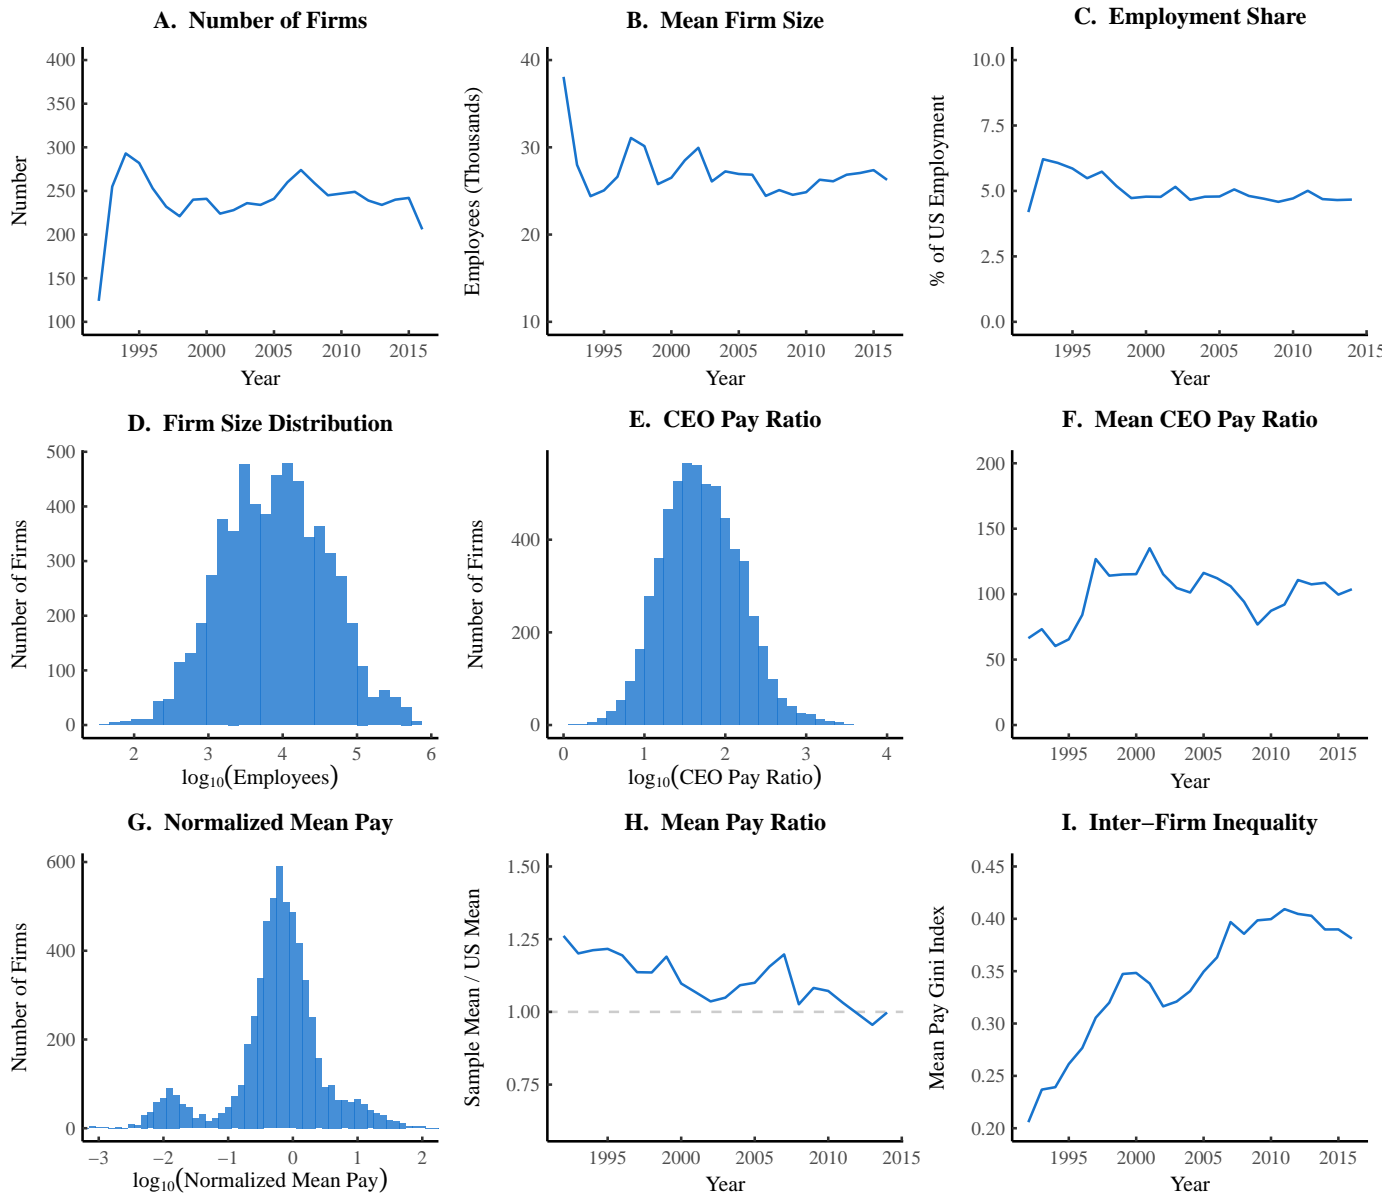 A. Number of Firms
400
350
300
250
200
150
100
Number
1995 2000 2005 2010 2015
Year
B. Mean Firm Size
40
30
20
10
Employees (Thousands)
1995 2000 2005 2010 2015
Year
C. Employment Share
10.0
7.5
5.0
2.5
0.0
% of US Employment
1995 2000 2005 2010 2015
Year
D. Firm Size Distribution
500
400
300
200
100
0
Number of Firms
2 3 4 5 6
log₁₀(Employees)
E. CEO Pay Ratio
400
200
0
Number of Firms
0 1 2 3 4
log₁₀(CEO Pay Ratio)
F. Mean CEO Pay Ratio
200
150
100
50
0
1995 2000 2005 2010 2015
Year
G. Normalized Mean Pay
600
400
200
0
Number of Firms
−3 −2 −1 0 1 2
log₁₀(Normalized Mean Pay)
H. Mean Pay Ratio
1.50
1.25
1.00
0.75
Sample Mean / US Mean
1995 2000 2005 2010 2015
Year
I. Inter−Firm Inequality
0.45
0.40
0.35
0.30
0.25
0.20
Mean Pay Gini Index
1995 2000 2005 2010 2015
Year